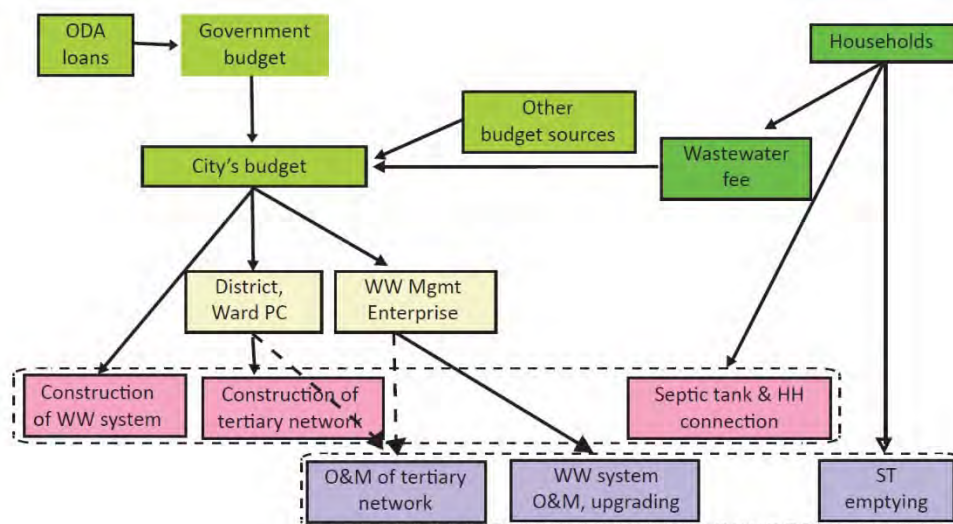 ODA
loans
Government
budget
Households
Other
budget sources
City's budget
Wastewater
fee
District,
Ward PC
WW Mgmt
Enterprise
Construction
of WW system
Construction of
tertiary network
Septic tank & HH
connection
O&M of tertiary
network
WW system
O&M, upgrading
ST
emptying